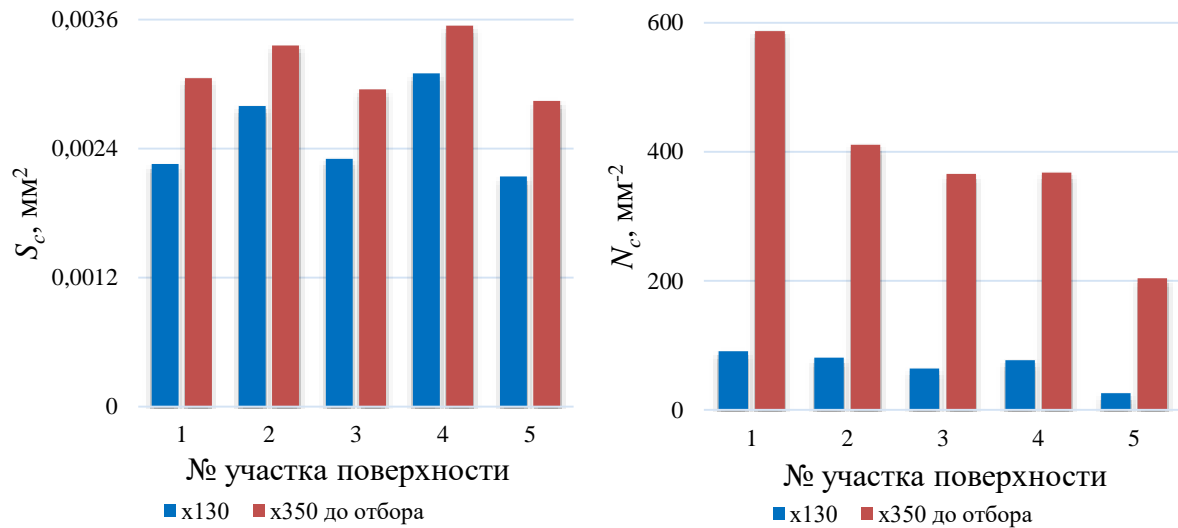 0,0036
0,0024
0,0012
0
S_c, мм²
1 2 3 4 5
№ участка поверхности
x130 x350 до отбора
600
400
200
0
N_c, мм⁻²
1 2 3 4 5
№ участка поверхности
x130 x350 до отбора